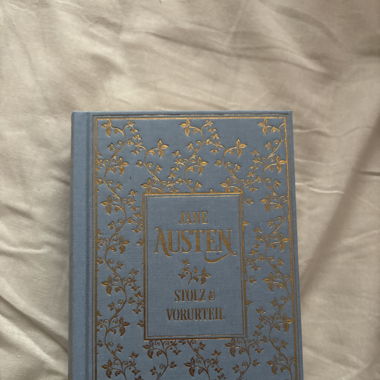 JANE
AUSTEN
STOLZ &
VORURTEIL